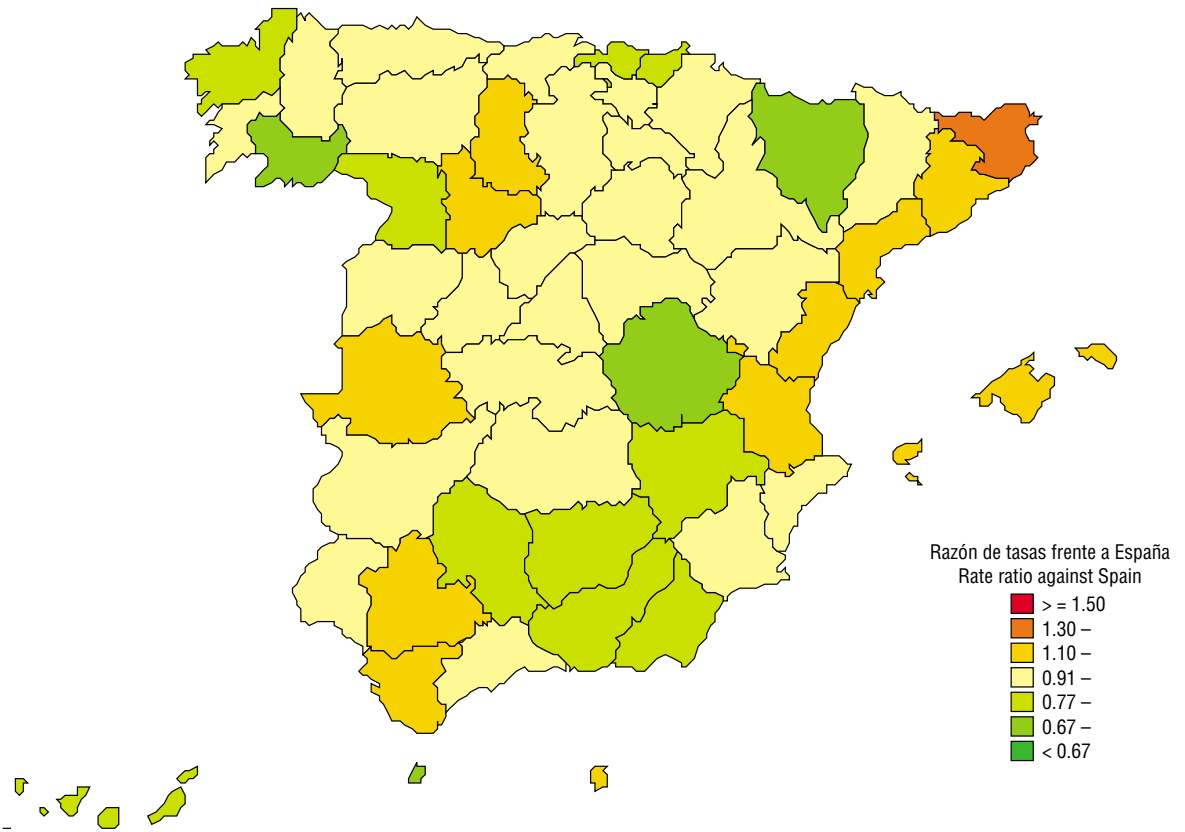 Razón de tasas frente a España
Rate ratio against Spain
> = 1.50
1.30 –
1.10 –
0.91 –
0.77 –
0.67 –
< 0.67